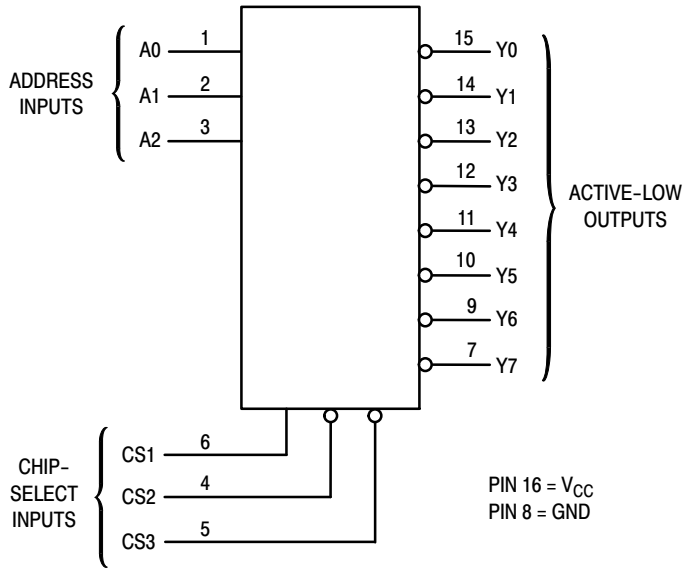 ADDRESS
INPUTS
A0 1
A1 2
A2 3
15 Y0
14 Y1
13 Y2
12 Y3
11 Y4
10 Y5
9 Y6
7 Y7
ACTIVE-LOW
OUTPUTS
CHIP-
SELECT
INPUTS
CS1 6
CS2 4
CS3 5
PIN 16 = VCC
PIN 8 = GND